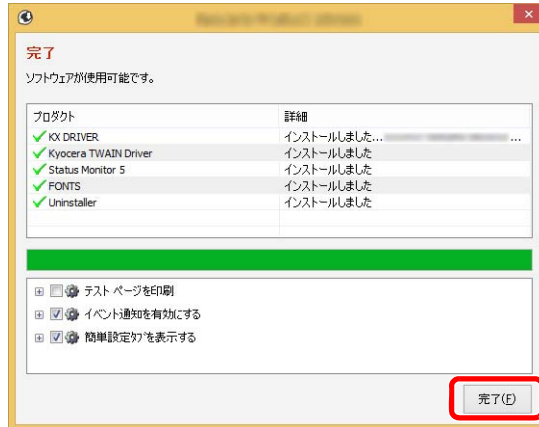 完了
ソフトウェアが使用可能です。
プロダクト 詳細
KX DRIVER インストールしました... ...
Kyocera TWAIN Driver インストールしました
Status Monitor 5 インストールしました
FONTS インストールしました
Uninstaller インストールしました
テスト ページを印刷
イベント通知を有効にする
簡単設定ﾀﾌﾞを表示する
完了(F)